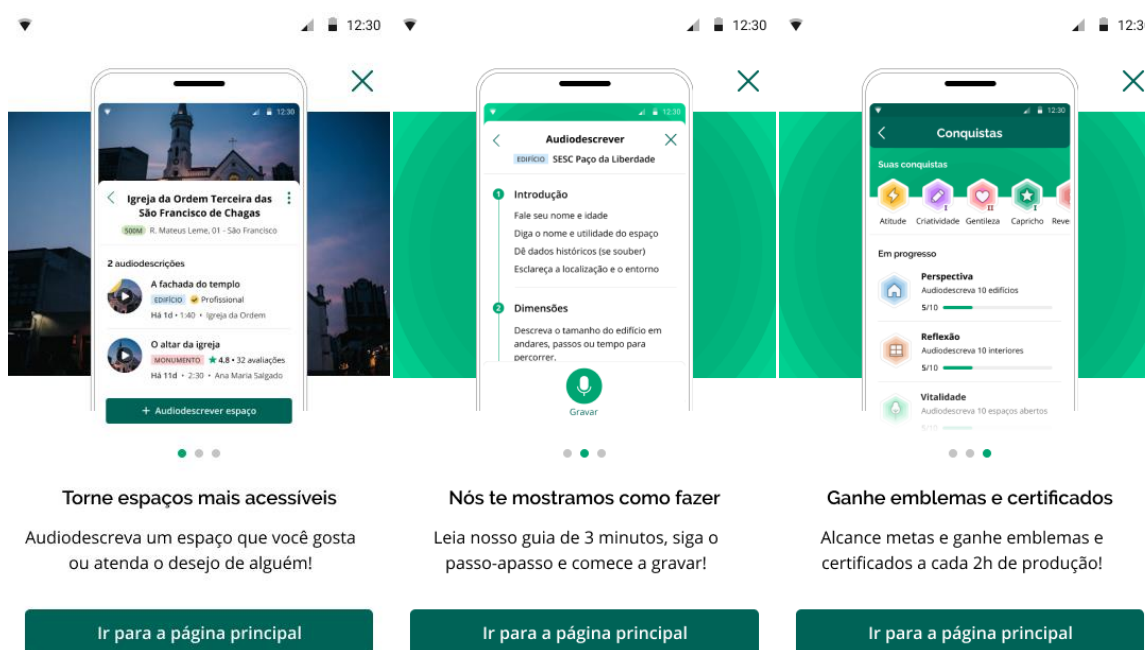 12:30
12:30
Igreja da Ordem Terceira das
São Francisco de Chagas
500M R. Mateus Leme, 01 - São Francisco
2 audiodescrições
A fachada do templo
EDIFÍCIO Profissional
Há 1d • 1:40 • Igreja da Ordem
O altar da igreja
MONUMENTO 4.8 • 32 avaliações
Há 11d • 2:30 • Ana Maria Salgado
+ Audiodescrever espaço
Torne espaços mais acessíveis
Audiodescreva um espaço que você gosta
ou atenda o desejo de alguém!
Ir para a página principal
12:30
12:30
Audiodescrever
EDIFÍCIO SESC Paço da Liberdade
1 Introdução
Fale seu nome e idade
Diga o nome e utilidade do espaço
Dê dados históricos (se souber)
Esclareça a localização e o entorno
2 Dimensões
Descreva o tamanho do edifício em
andares, passos ou tempo para
percorrer.
Gravar
Nós te mostramos como fazer
Leia nosso guia de 3 minutos, siga o
passo-apasso e comece a gravar!
Ir para a página principal
12:30
12:30
Conquistas
Suas conquistas
I II I
Atitude Criatividade Gentileza Capricho Reve
Em progresso
Perspectiva
Audiodescreva 10 edifícios
5/10
Reflexão
Audiodescreva 10 interiores
5/10
Vitalidade
Audiodescreva 10 espaços abertos
5/10
Ganhe emblemas e certificados
Alcance metas e ganhe emblemas e
certificados a cada 2h de produção!
Ir para a página principal